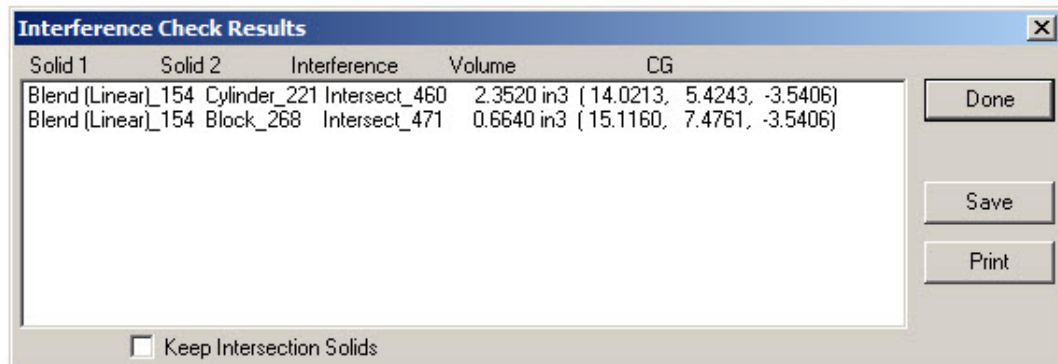 Interference Check Results
Solid 1 Solid 2 Interference Volume CG
Blend (Linear)_154 Cylinder_221 Intersect_460 2.3520 in3 ( 14.0213, 5.4243, -3.5406)
Blend (Linear)_154 Block_268 Intersect_471 0.6640 in3 ( 15.1160, 7.4761, -3.5406)
Done
Save
Print
Keep Intersection Solids